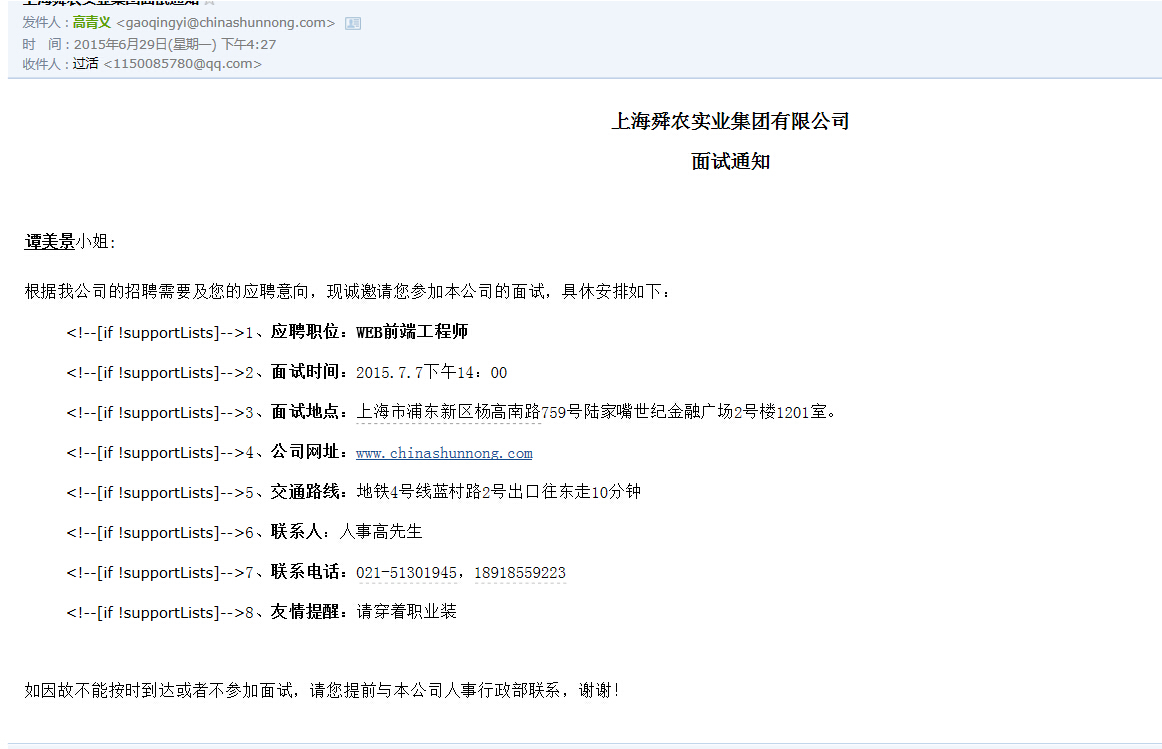 上海舜农实业集团面试通知
发件人：高青义 <gaoqingyi@chinashunnong.com>
时 间：2015年6月29日(星期一) 下午4:27
收件人：过活 <1150085780@qq.com>
上海舜农实业集团有限公司
面试通知
谭美景小姐：
根据我公司的招聘需要及您的应聘意向，现诚邀请您参加本公司的面试，具休安排如下：
<!--[if !supportLists]-->1、应聘职位：WEB前端工程师
<!--[if !supportLists]-->2、面试时间：2015.7.7下午14：00
<!--[if !supportLists]-->3、面试地点：上海市浦东新区杨高南路759号陆家嘴世纪金融广场2号楼1201室。
<!--[if !supportLists]-->4、公司网址：www.chinashunnong.com
<!--[if !supportLists]-->5、交通路线：地铁4号线蓝村路2号出口往东走10分钟
<!--[if !supportLists]-->6、联系人：人事高先生
<!--[if !supportLists]-->7、联系电话：021-51301945，18918559223
<!--[if !supportLists]-->8、友情提醒：请穿着职业装
如因故不能按时到达或者不参加面试，请您提前与本公司人事行政部联系，谢谢！